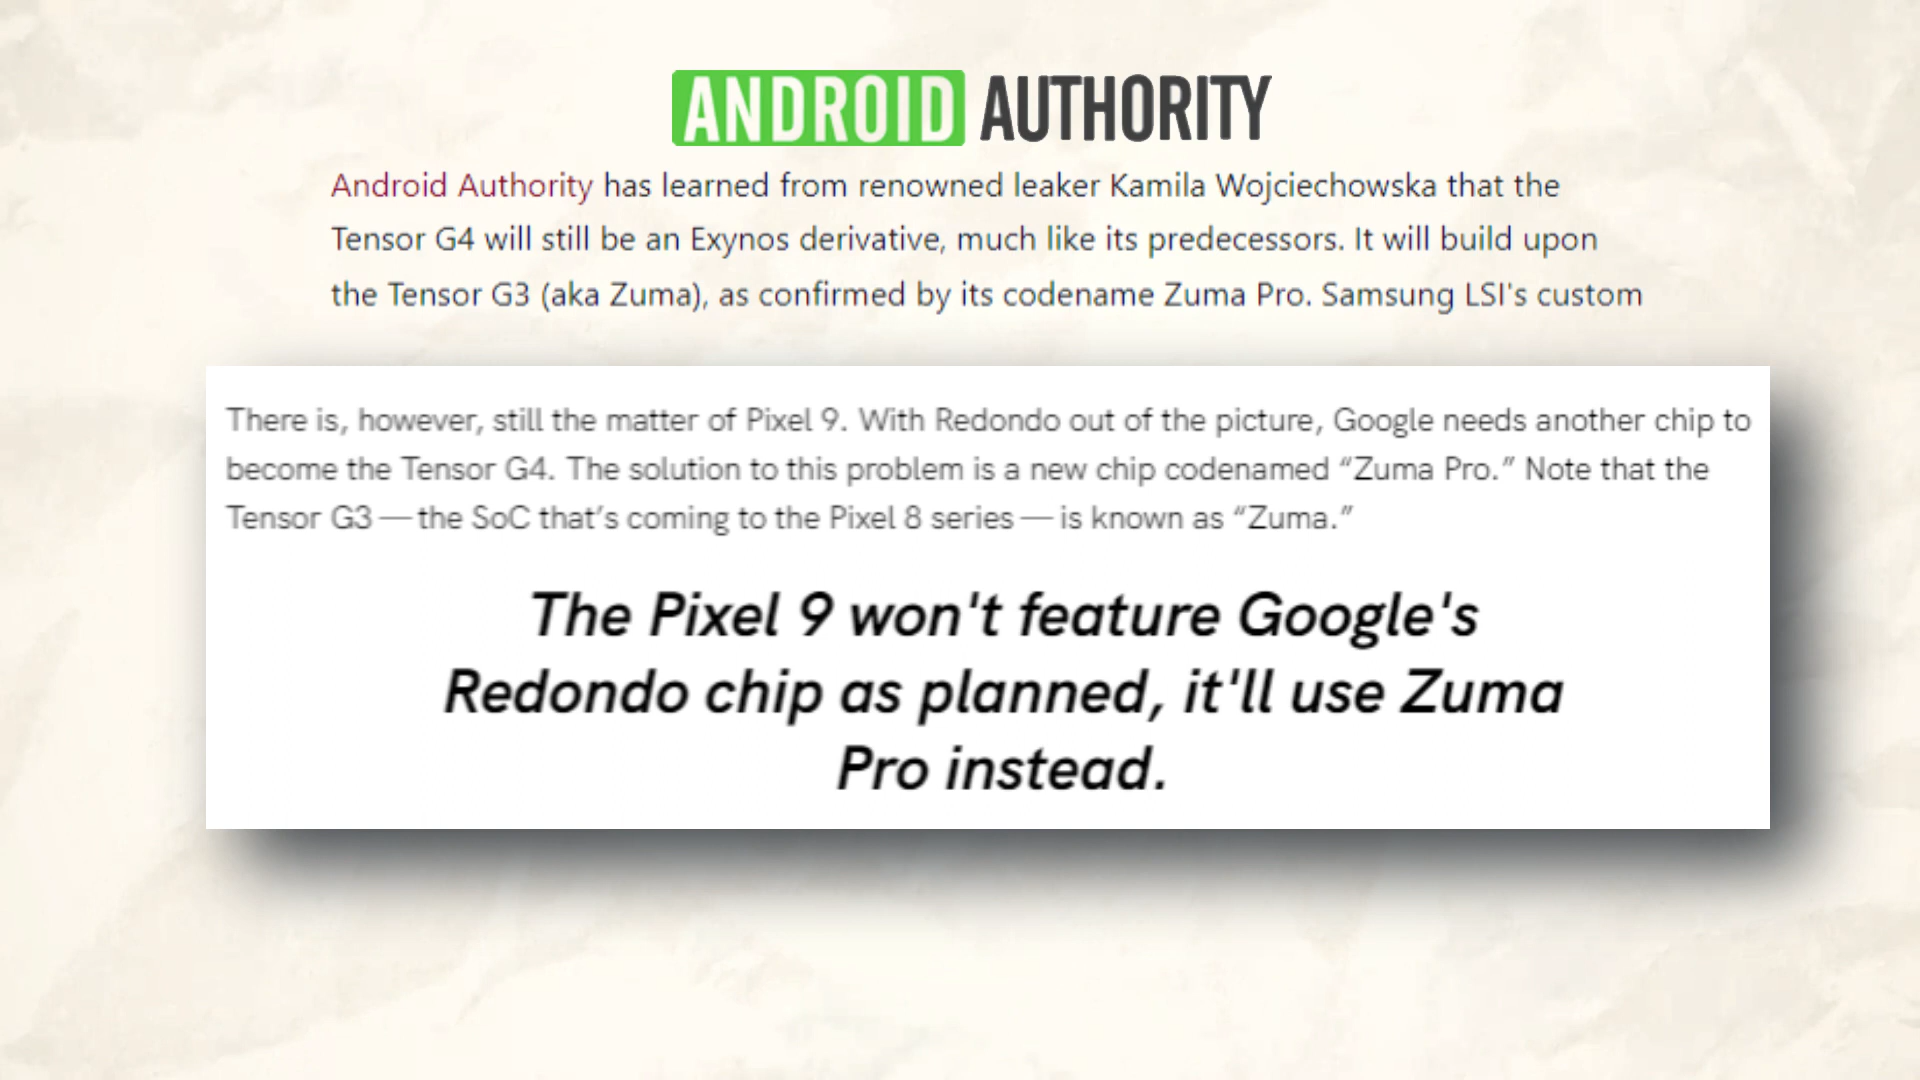 ANDROID AUTHORITY
Android Authority has learned from renowned leaker Kamila Wojciechowska that the
Tensor G4 will still be an Exynos derivative, much like its predecessors. It will build upon
the Tensor G3 (aka Zuma), as confirmed by its codename Zuma Pro. Samsung LSI's custom
There is, however, still the matter of Pixel 9. With Redondo out of the picture, Google needs another chip to
become the Tensor G4. The solution to this problem is a new chip codenamed “Zuma Pro.” Note that the
Tensor G3 — the SoC that’s coming to the Pixel 8 series — is known as “Zuma.”
The Pixel 9 won't feature Google's
Redondo chip as planned, it'll use Zuma
Pro instead.